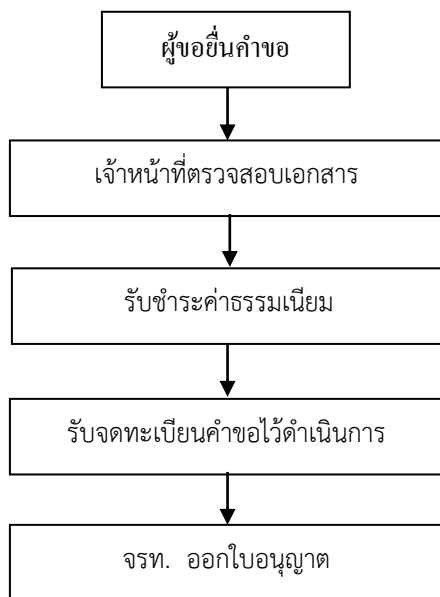 ผู้ขอยื่นคำขอ
เจ้าหน้าที่ตรวจสอบเอกสาร
รับชำระค่าธรรมเนียม
รับจดทะเบียนคำขอไว้ดำเนินการ
จรท. ออกใบอนุญาต